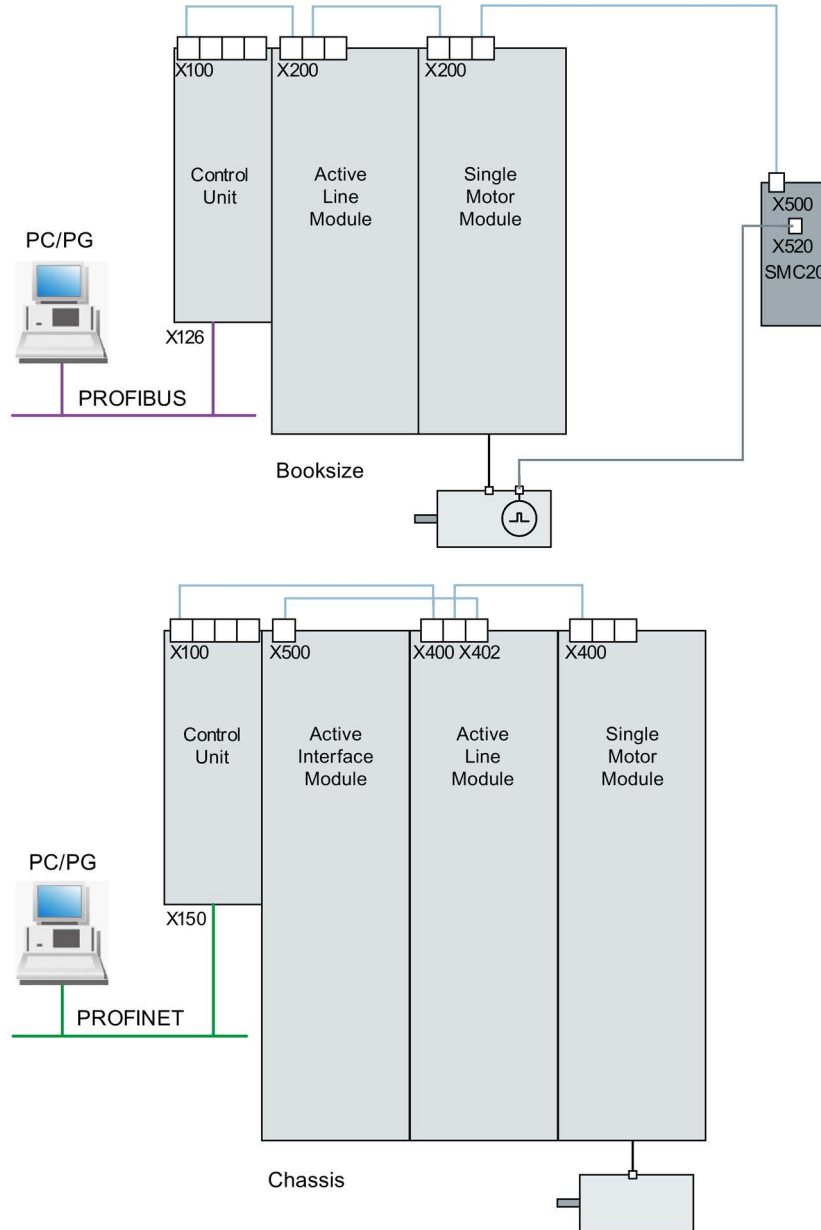 X100
X200
X200
Control
Unit
Active
Line
Module
Single
Motor
Module
X500
X520
SMC20
PC/PG
X126
PROFIBUS
Booksize
X100
X500
X400 X402
X400
Control
Unit
Active
Interface
Module
Active
Line
Module
Single
Motor
Module
PC/PG
X150
PROFINET
Chassis